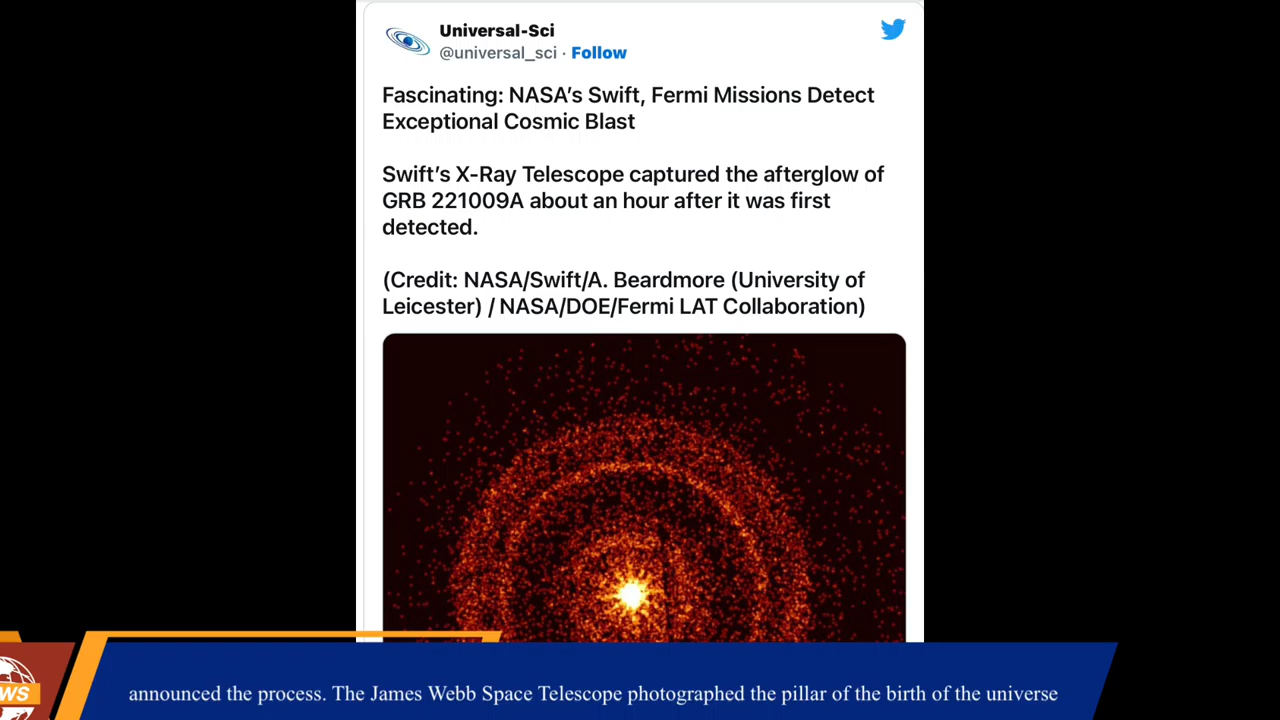 Universal-Sci
@universal_sci · Follow
Fascinating: NASA’s Swift, Fermi Missions Detect
Exceptional Cosmic Blast
Swift’s X-Ray Telescope captured the afterglow of
GRB 221009A about an hour after it was first
detected.
(Credit: NASA/Swift/A. Beardmore (University of
Leicester) / NASA/DOE/Fermi LAT Collaboration)
WS
announced the process. The James Webb Space Telescope photographed the pillar of the birth of the universe